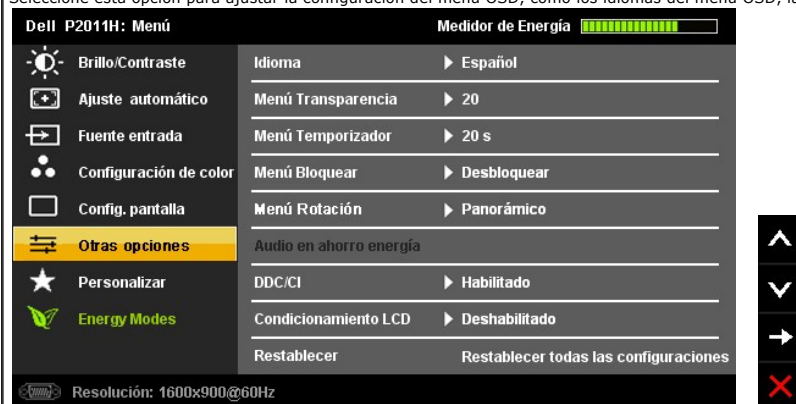 Seleccione esta opción para ajustar la configuración del menú OSD, como los idiomas del menú OSD, la
Dell P2011H: Menú
Medidor de Energía
Brillo/Contraste
Idioma
Español
Ajuste automático
Menú Transparencia
20
Fuente entrada
Menú Temporizador
20 s
Configuración de color
Menú Bloquear
Desbloquear
Config. pantalla
Menú Rotación
Panorámico
Otras opciones
Audio en ahorro energía
Personalizar
DDC/CI
Habilitado
Energy Modes
Condicionamiento LCD
Deshabilitado
Restablecer
Restablecer todas las configuraciones
Resolución: 1600x900@60Hz